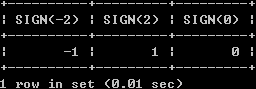 +----------+---------+---------+
| SIGN(-2) | SIGN(2) | SIGN(0) |
+----------+---------+---------+
|       -1 |       1 |       0 |
+----------+---------+---------+
1 row in set (0.01 sec)